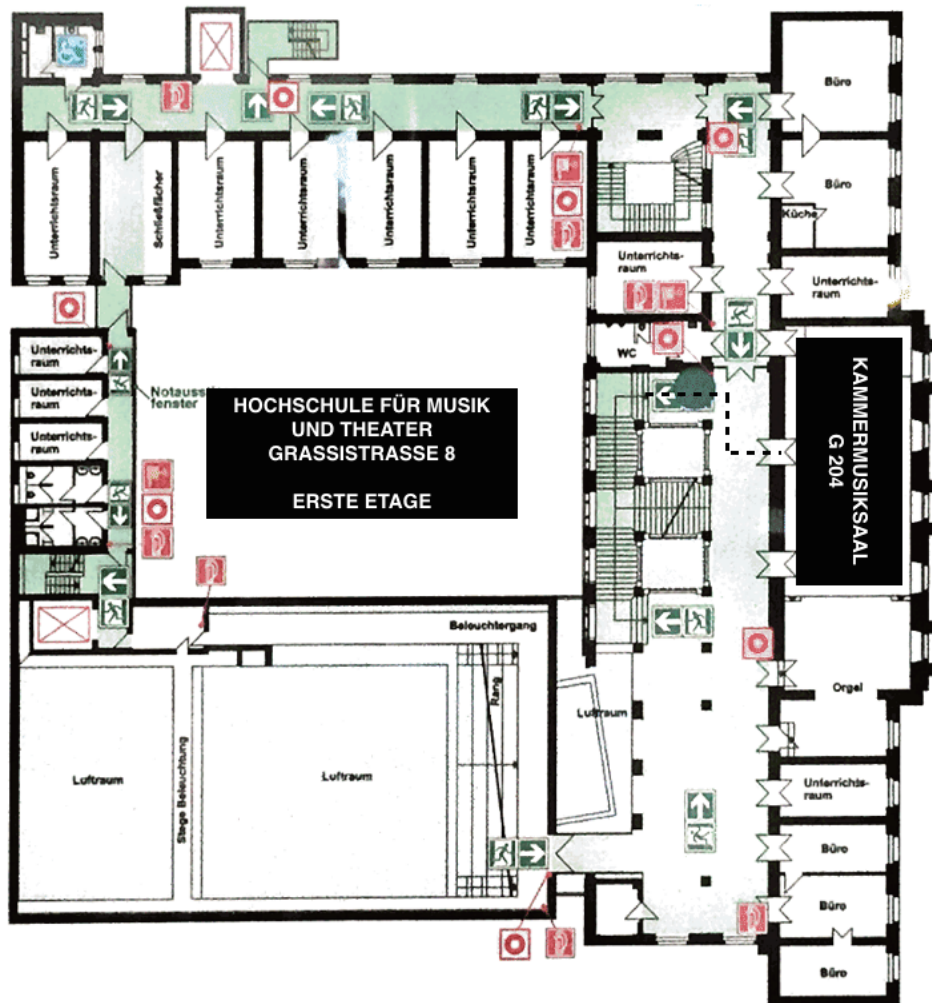 Büro
Büro
Küche
Unterrichtsraum
Schließfächer
Unterrichtsraum
Unterrichtsraum
Unterrichtsraum
Unterrichtsraum
Unterrichtsraum
Unterrichts-
raum
Unterrichts-
raum
WC
Unterrichts-
raum
Unterrichts-
raum
Unterrichts-
raum
Notaussti
fenster
HOCHSCHULE FÜR MUSIK
UND THEATER
GRASSISTRASSE 8
ERSTE ETAGE
KAMMERMUSIKSAAL
G 204
Beleuchtergang
Rang
Luftraum
Orgel
Luftraum
Stage Beleuchtung
Luftraum
Unterrichts-
raum
Büro
Büro
Büro